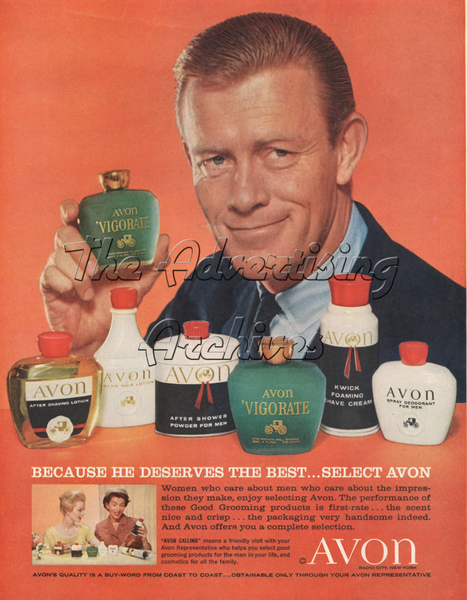 AVON
'VIGORATE
The Advertising
Archives
AVON
AFTER SHAVING LOTION
AVON
CREAM HAIR LOTION
AVON
AFTER SHOWER
POWDER FOR MEN
AVON
'VIGORATE
AVON
KWICK
FOAMING
SHAVE CREAM
AVON
SPRAY DEODORANT
FOR MEN
BECAUSE HE DESERVES THE BEST...SELECT AVON
Women who care about men who care about the impres-
sion they make, enjoy selecting Avon. The performance of
these Good Grooming products is first-rate . . . the scent
nice and crisp . . . the packaging very handsome indeed.
And Avon offers you a complete selection.
"AVON CALLING" means a friendly visit with your
Avon Representative who helps you select good
grooming products for the men in your life, and
cosmetics for all the family.
© Avon
RADIO CITY, NEW YORK
AVON'S QUALITY IS A BUY-WORD FROM COAST TO COAST...OBTAINABLE ONLY THROUGH YOUR AVON REPRESENTATIVE